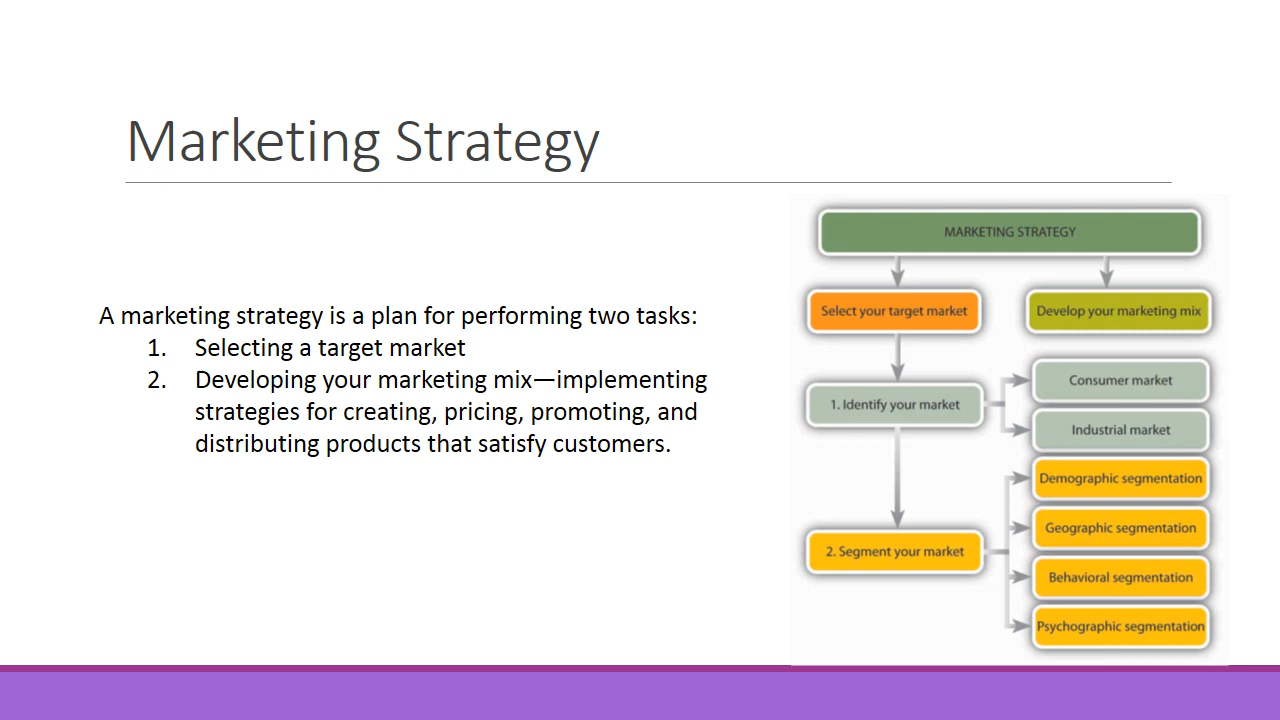 Marketing Strategy
A marketing strategy is a plan for performing two tasks:
1. Selecting a target market
2. Developing your marketing mix—implementing
strategies for creating, pricing, promoting, and
distributing products that satisfy customers.
MARKETING STRATEGY
Select your target market
Develop your marketing mix
1. Identify your market
Consumer market
Industrial market
2. Segment your market
Demographic segmentation
Geographic segmentation
Behavioral segmentation
Psychographic segmentation